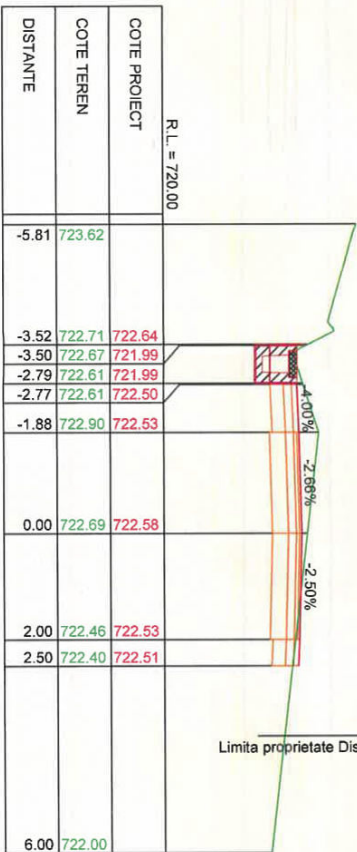 R.L. = 720.00
-4.00%
-2.66%
-2.50%
Limita proprietate Dis
COTE PROIECT 722.64 721.99 721.99 722.50 722.53 722.58 722.53 722.51
COTE TEREN 723.62 722.71 722.67 722.61 722.61 722.90 722.69 722.46 722.40 722.00
DISTANTE -5.81 -3.52 -3.50 -2.79 -2.77 -1.88 0.00 2.00 2.50 6.00